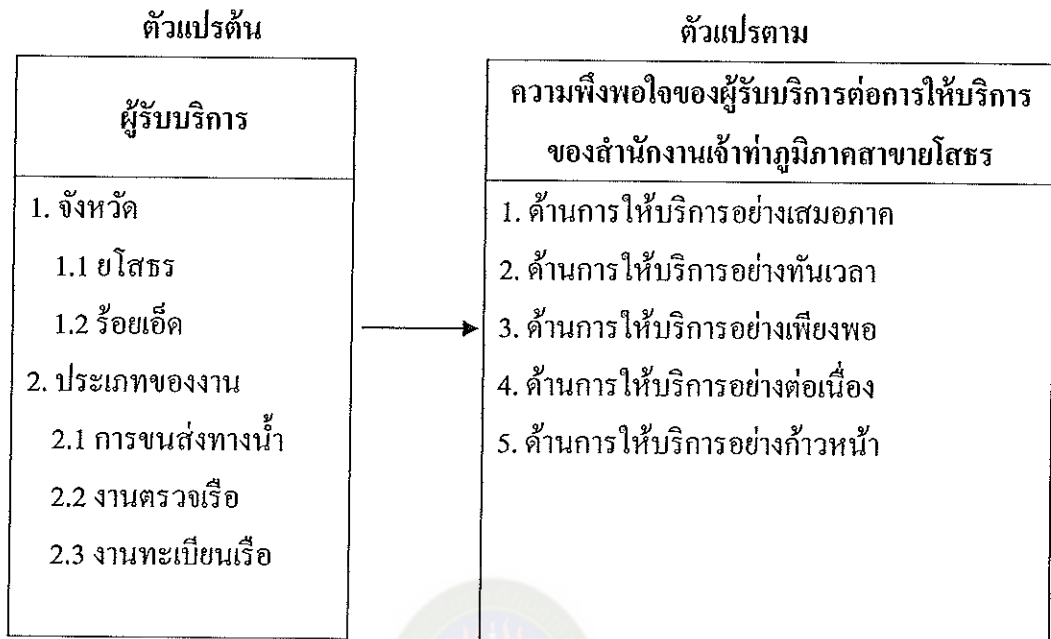 ตัวแปรต้น
ผู้รับบริการ
1. จังหวัด
1.1 ยโสธร
1.2 ร้อยเอ็ด
2. ประเภทของงาน
2.1 การขนส่งทางน้ำ
2.2 งานตรวจเรือ
2.3 งานทะเบียนเรือ
ตัวแปรตาม
ความพึงพอใจของผู้รับบริการต่อการให้บริการ
ของสำนักงานเจ้าท่าภูมิภาคสาขายโสธร
1. ด้านการให้บริการอย่างเสมอภาค
2. ด้านการให้บริการอย่างทันเวลา
3. ด้านการให้บริการอย่างเพียงพอ
4. ด้านการให้บริการอย่างต่อเนื่อง
5. ด้านการให้บริการอย่างก้าวหน้า